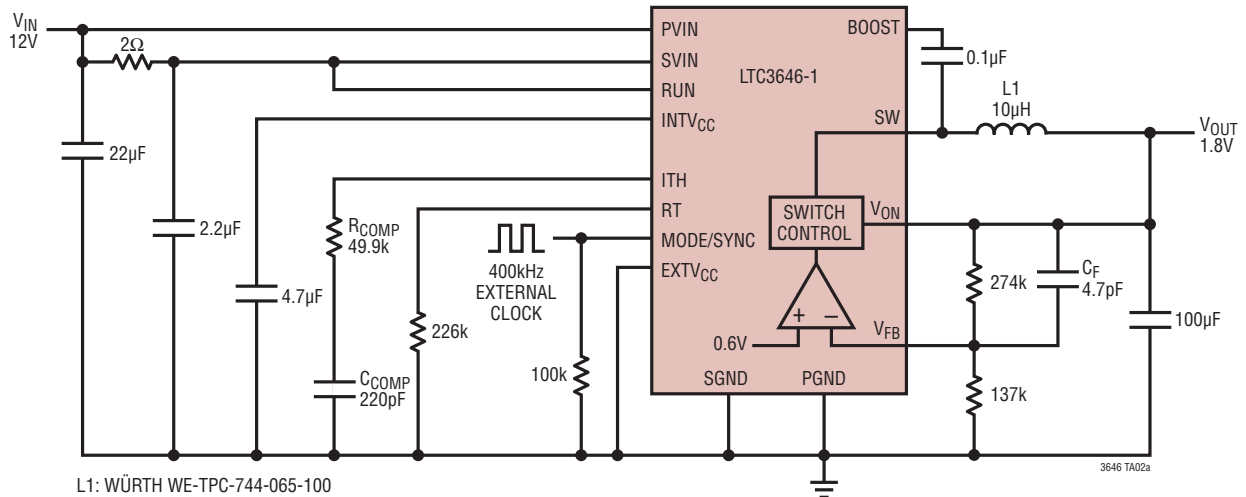 VIN
12V
2Ω
22µF
2.2µF
4.7µF
RCOMP
49.9k
CCOMP
220pF
226k
400kHz
EXTERNAL
CLOCK
100k
PVIN
SVIN
RUN
INTVCC
ITH
RT
MODE/SYNC
EXTVCC
LTC3646-1
BOOST
SW
SWITCH
CONTROL
VON
+ –
0.6V
VFB
SGND
PGND
0.1µF
L1
10µH
VOUT
1.8V
274k
CF
4.7pF
100µF
137k
3646 TA02a
L1: WÜRTH WE-TPC-744-065-100